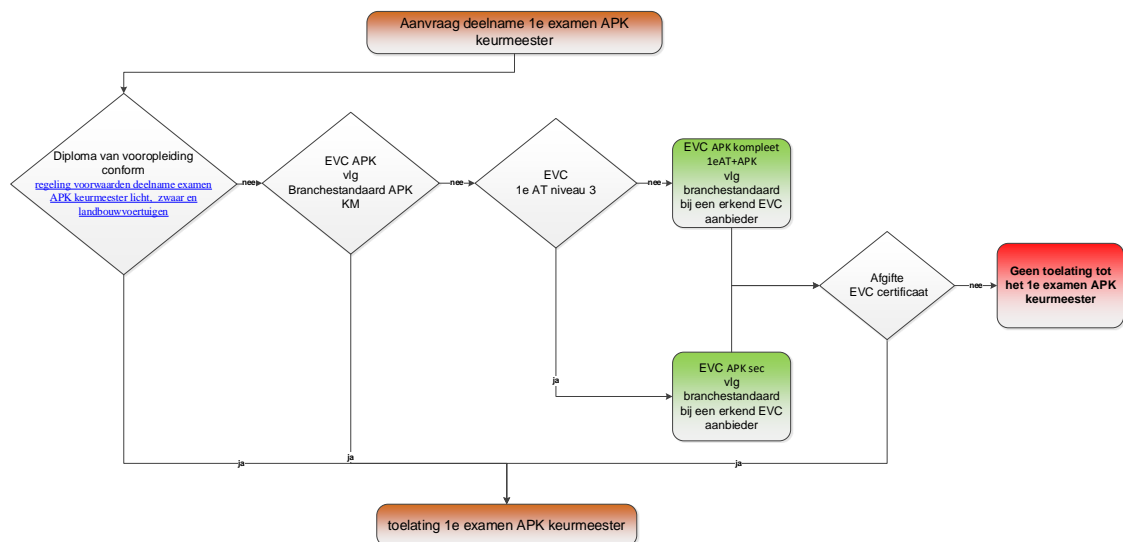 Aanvraag deelname 1e examen APK
keurmeester
Diploma van vooropleiding
conform
regeling voorwaarden deelname examen
APK keurmeester licht, zwaar en
landbouwvoertuigen
nee
EVC APK
vlg
Branchestandaard APK
KM
nee
EVC
1e AT niveau 3
nee
EVC APK kompleet
1eAT+APK
vlg
branchestandaard
bij een erkend EVC
aanbieder
Afgifte
EVC certificaat
nee
Geen toelating tot
het 1e examen APK
keurmeester
ja
EVC APK sec
vlg
branchestandaard
bij een erkend EVC
aanbieder
ja
ja
ja
toelating 1e examen APK keurmeester